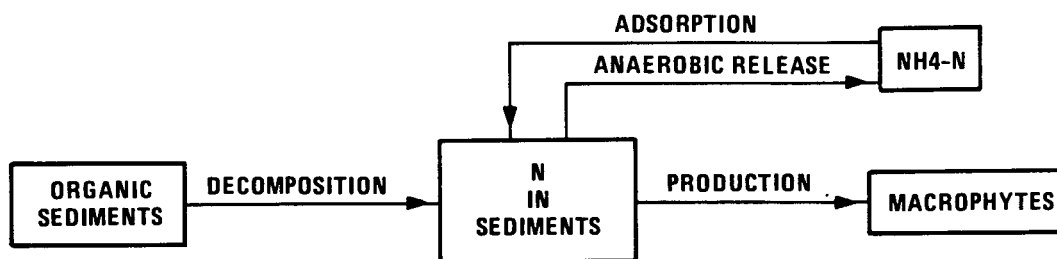 ADSORPTION
ANAEROBIC RELEASE
NH4-N
ORGANIC
SEDIMENTS
DECOMPOSITION
N
IN
SEDIMENTS
PRODUCTION
MACROPHYTES